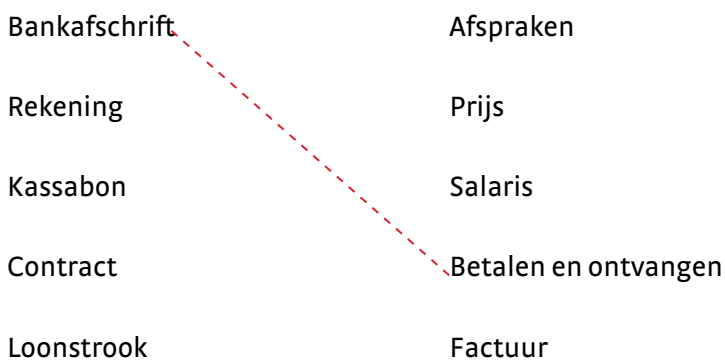 Bankafschrift Afspraken
Rekening Prijs
Kassabon Salaris
Contract Betalen en ontvangen
Loonstrook Factuur